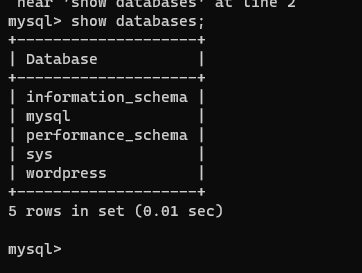 near 'show databases' at line 2
mysql> show databases;
+--------------------+
| Database           |
+--------------------+
| information_schema |
| mysql              |
| performance_schema |
| sys                |
| wordpress          |
+--------------------+
5 rows in set (0.01 sec)
mysql>